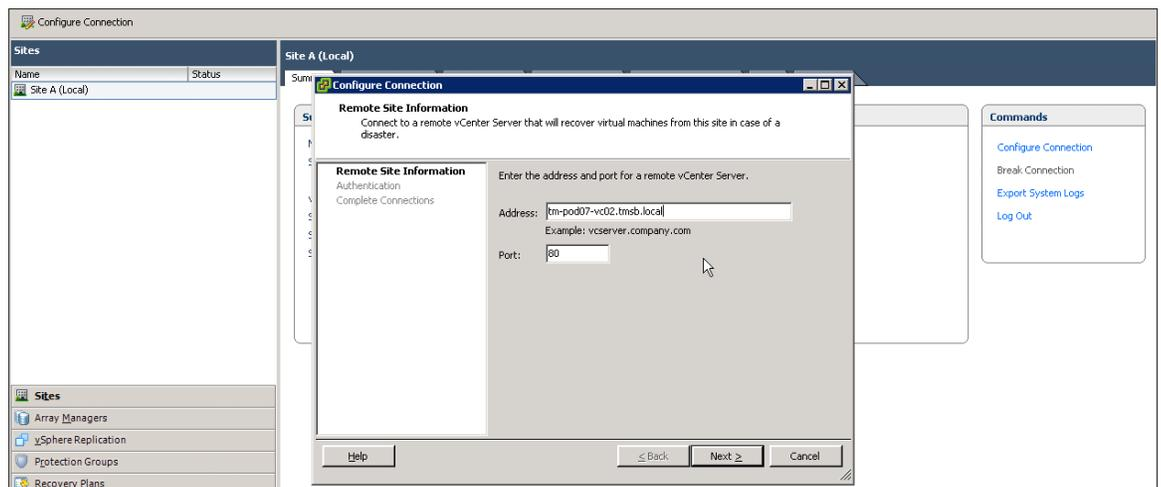 Configure Connection
Sites
Name Status
Site A (Local)
Sites
Array Managers
vSphere Replication
Protection Groups
Recovery Plans
Site A (Local)
Configure Connection
Remote Site Information
Connect to a remote vCenter Server that will recover virtual machines from this site in case of a
disaster.
Remote Site Information
Authentication
Complete Connections
Enter the address and port for a remote vCenter Server.
Address: tm-pod07-vc02.tmsb.local
Example: vcserver.company.com
Port: 80
Help
< Back
Next >
Cancel
Commands
Configure Connection
Break Connection
Export System Logs
Log Out